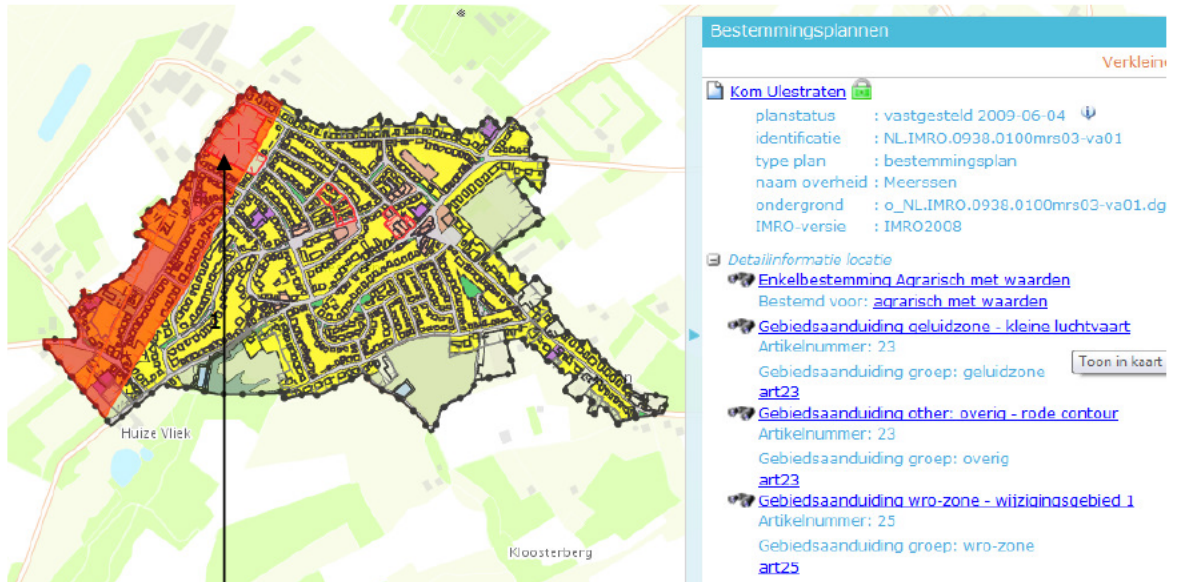 Bestemmingsplannen
Verklein
Kom Ulestraten
planstatus : vastgesteld 2009-06-04
identificatie : NL.IMRO.0938.0100mrs03-va01
type plan : bestemmingsplan
naam overheid : Meerssen
ondergrond : o_NL.IMRO.0938.0100mrs03-va01.dg
IMRO-versie : IMRO2008
Detailinformatie locatie
Enkelbestemming Agrarisch met waarden
Bestemd voor: agrarisch met waarden
Gebiedsaanduiding geluidzone - kleine luchtvaart
Artikelnummer: 23
Toon in kaart
Gebiedsaanduiding groep: geluidzone
art23
Gebiedsaanduiding other: overig - rode contour
Artikelnummer: 23
Gebiedsaanduiding groep: overig
art23
Gebiedsaanduiding wro-zone - wijzigingsgebied 1
Artikelnummer: 25
Gebiedsaanduiding groep: wro-zone
art25
Huize Vliek
Kloosterberg